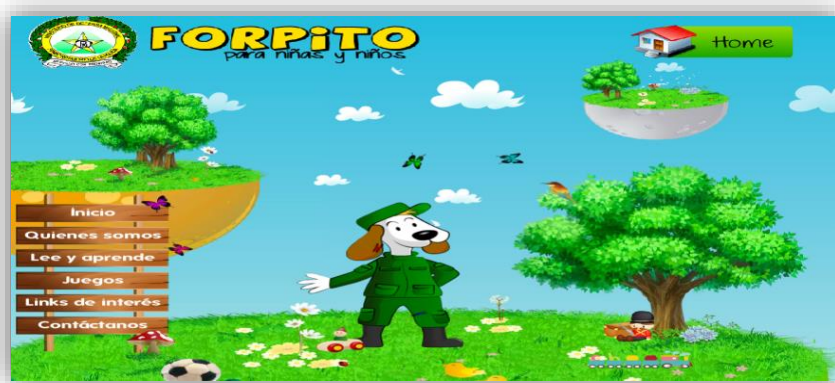 FORPiTO
para niñas y niños
Home
Inicio
Quienes somos
Lee y aprende
Juegos
Links de interés
Contáctanos